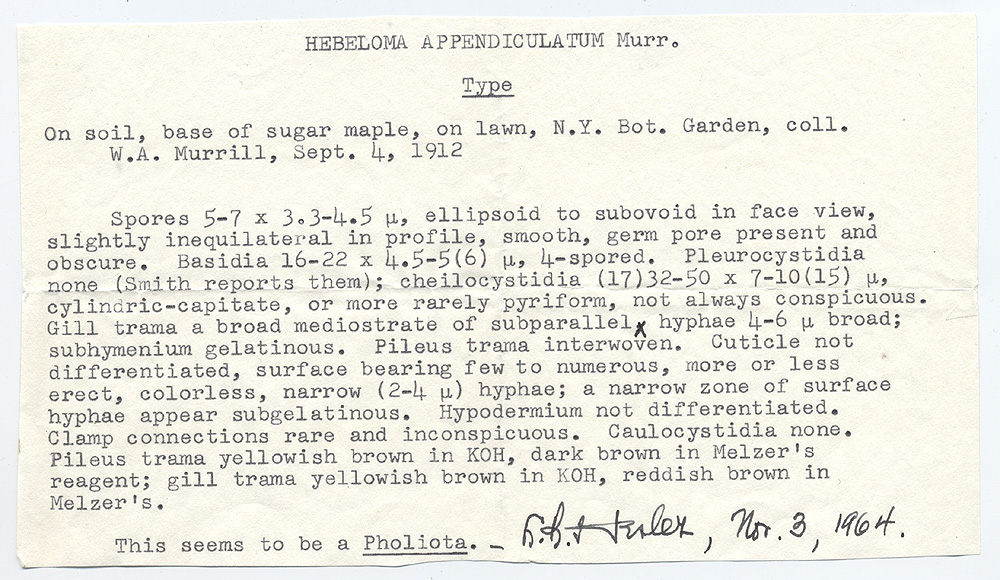 HEBELOMA APPENDICULATUM Murr.
Type
On soil, base of sugar maple, on lawn, N.Y. Bot. Garden, coll.
W.A. Murrill, Sept. 4, 1912
Spores 5-7 x 3.3-4.5 µ, ellipsoid to subovoid in face view,
slightly inequilateral in profile, smooth, germ pore present and
obscure. Basidia 16-22 x 4.5-5(6) µ, 4-spored. Pleurocystidia
none (Smith reports them); cheilocystidia (17)32-50 x 7-10(15) µ,
cylindric-capitate, or more rarely pyriform, not always conspicuous.
Gill trama a broad mediostrate of subparallel hyphae 4-6 µ broad;
subhymenium gelatinous. Pileus trama interwoven. Cuticle not
differentiated, surface bearing few to numerous, more or less
erect, colorless, narrow (2-4 µ) hyphae; a narrow zone of surface
hyphae appear subgelatinous. Hypodermium not differentiated.
Clamp connections rare and inconspicuous. Caulocystidia none.
Pileus trama yellowish brown in KOH, dark brown in Melzer's
reagent; gill trama yellowish brown in KOH, reddish brown in
Melzer's.
This seems to be a Pholiota. – L.R. Hesler, Nov. 3, 1964.